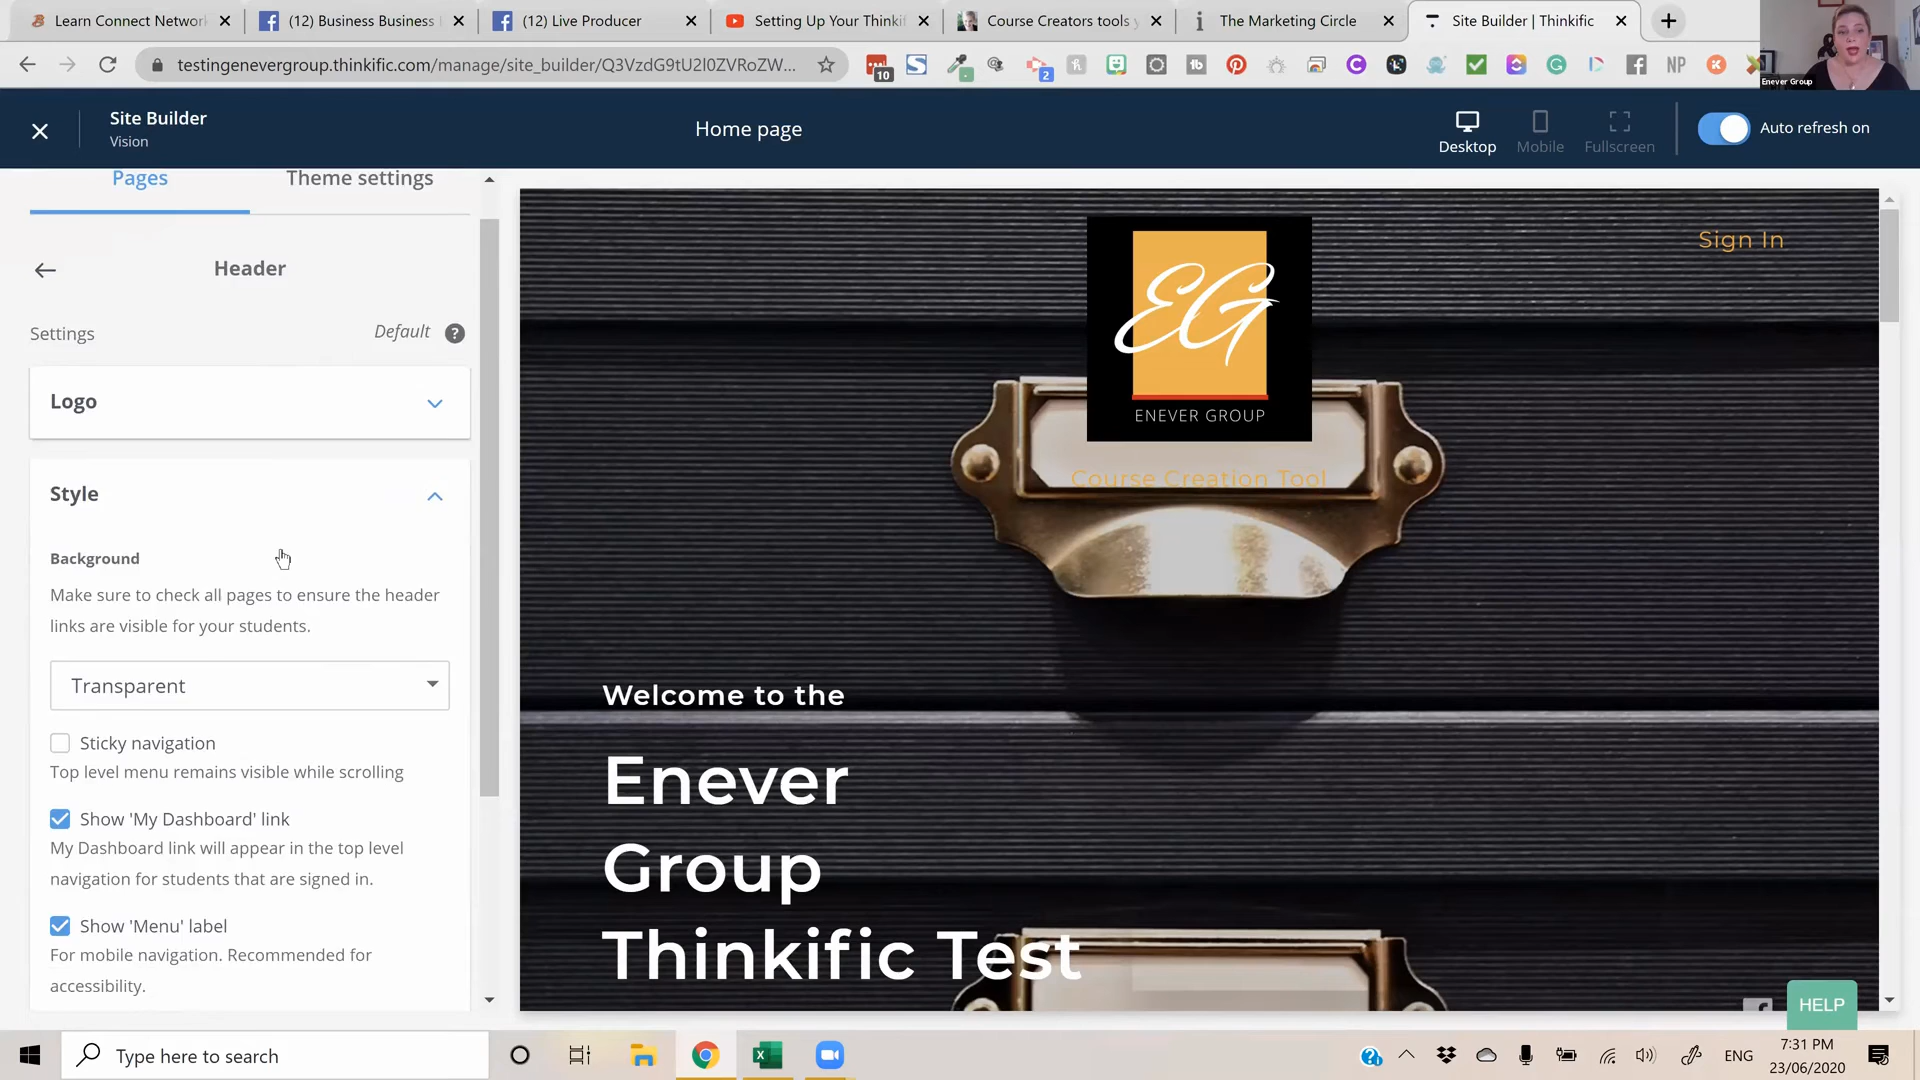 Learn Connect Networ
(12) Business Business
(12) Live Producer
Setting Up Your Thinkif
Course Creators tools y
The Marketing Circle
Site Builder | Thinkific
testingenevergroup.thinkific.com/manage/site_builder/Q3VzdG9tU2l0ZVRoZW...
10
2
NP
Enever Group
Site Builder
Vision
Home page
Desktop
Mobile
Fullscreen
Auto refresh on
Pages
Theme settings
Header
Settings
Default
Logo
Style
Background
Make sure to check all pages to ensure the header
links are visible for your students.
Transparent
Sticky navigation
Top level menu remains visible while scrolling
Show 'My Dashboard' link
My Dashboard link will appear in the top level
navigation for students that are signed in.
Show 'Menu' label
For mobile navigation. Recommended for
accessibility.
Sign In
EG
ENEVER GROUP
Course Creation Tool
Welcome to the
Enever
Group
Thinkific Test
HELP
Type here to search
ENG
7:31 PM
23/06/2020